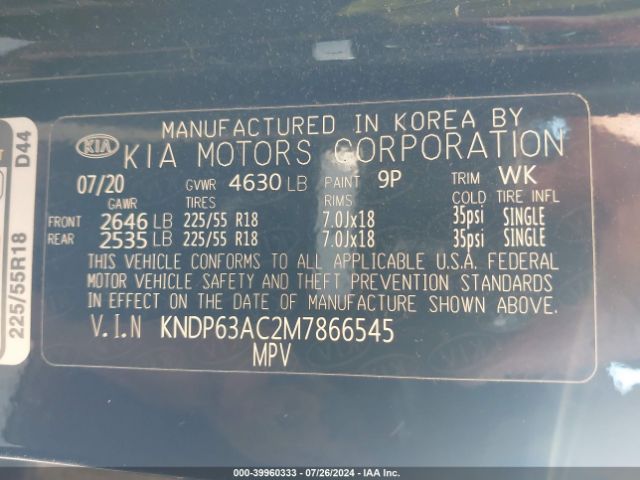 MANUFACTURED IN KOREA BY
KIA KIA MOTORS CORPORATION
07/20 GVWR 4630 LB PAINT 9P TRIM WK
GAWR TIRES RIMS COLD TIRE INFL
FRONT 2646 LB 225/55 R18 7.0Jx18 35psi SINGLE
REAR 2535 LB 225/55 R18 7.0Jx18 35psi SINGLE
THIS VEHICLE CONFORMS TO ALL APPLICABLE U.S.A. FEDERAL
MOTOR VEHICLE SAFETY AND THEFT PREVENTION STANDARDS
IN EFFECT ON THE DATE OF MANUFACTURE SHOWN ABOVE.
V.I.N KNDP63AC2M7866545
MPV
D44
225/55R18
000-39960333 - 07/26/2024 - IAA Inc.